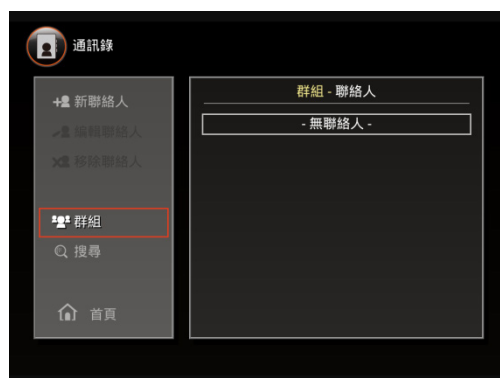 通訊錄
新聯絡人
編輯聯絡人
移除聯絡人
群組
搜尋
首頁
群組 - 聯絡人
- 無聯絡人 -